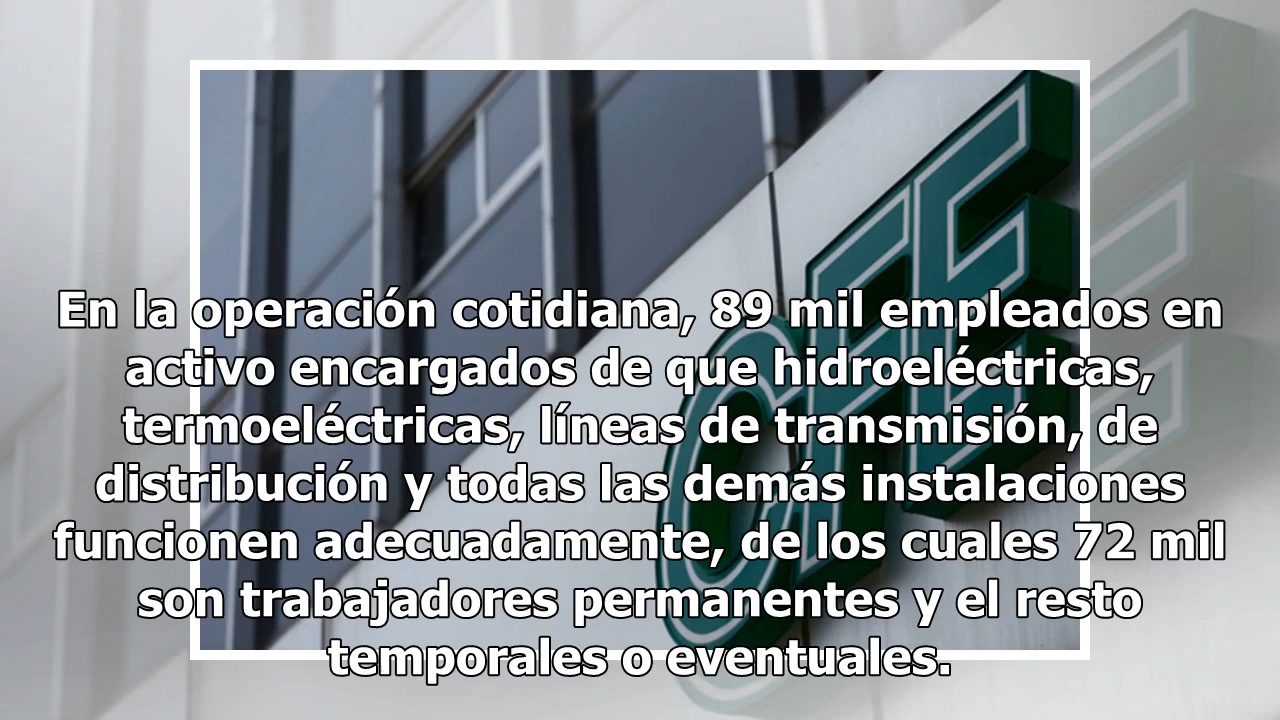 CFE
En la operación cotidiana, 89 mil empleados en
activo encargados de que hidroeléctricas,
termoeléctricas, líneas de transmisión, de
distribución y todas las demás instalaciones
funcionen adecuadamente, de los cuales 72 mil
son trabajadores permanentes y el resto
temporales o eventuales.